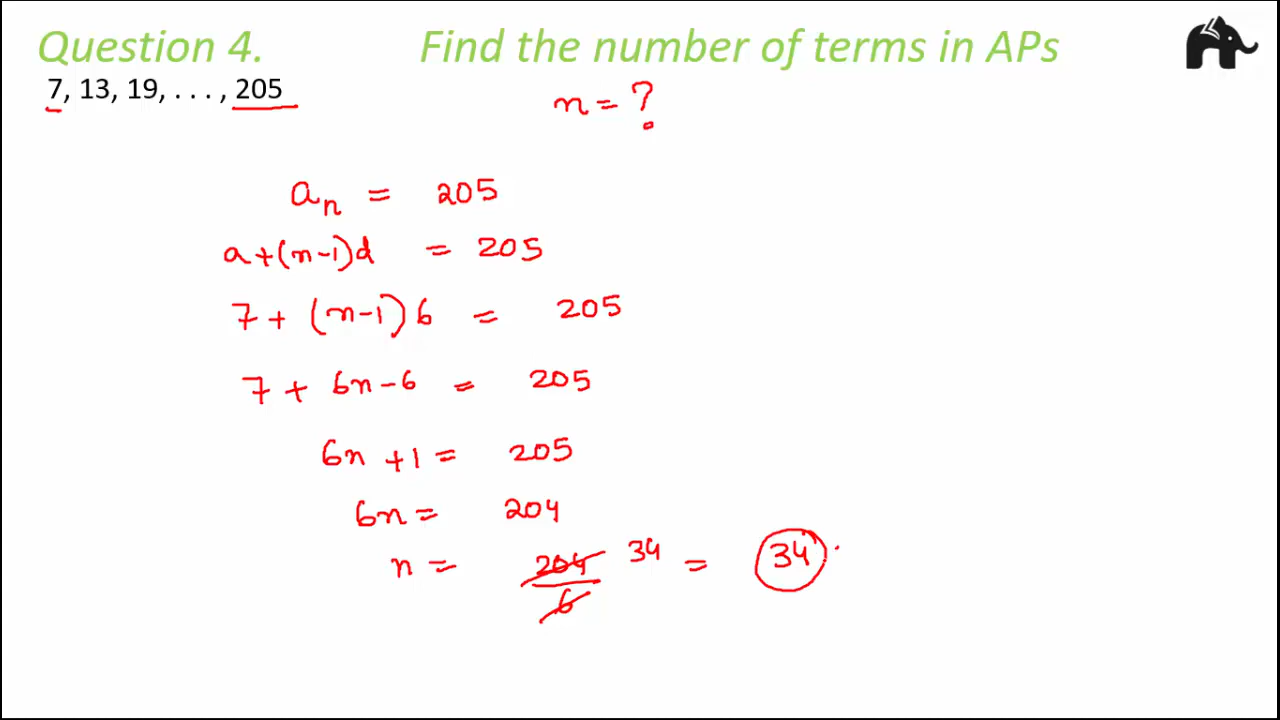 Question 4. Find the number of terms in APs
7, 13, 19, . . . , 205
n = ?
aₙ = 205
a+(n-1)d = 205
7 + (n-1) 6 = 205
7 + 6n - 6 = 205
6n + 1 = 205
6n = 204
n = 204/6 34 = 34